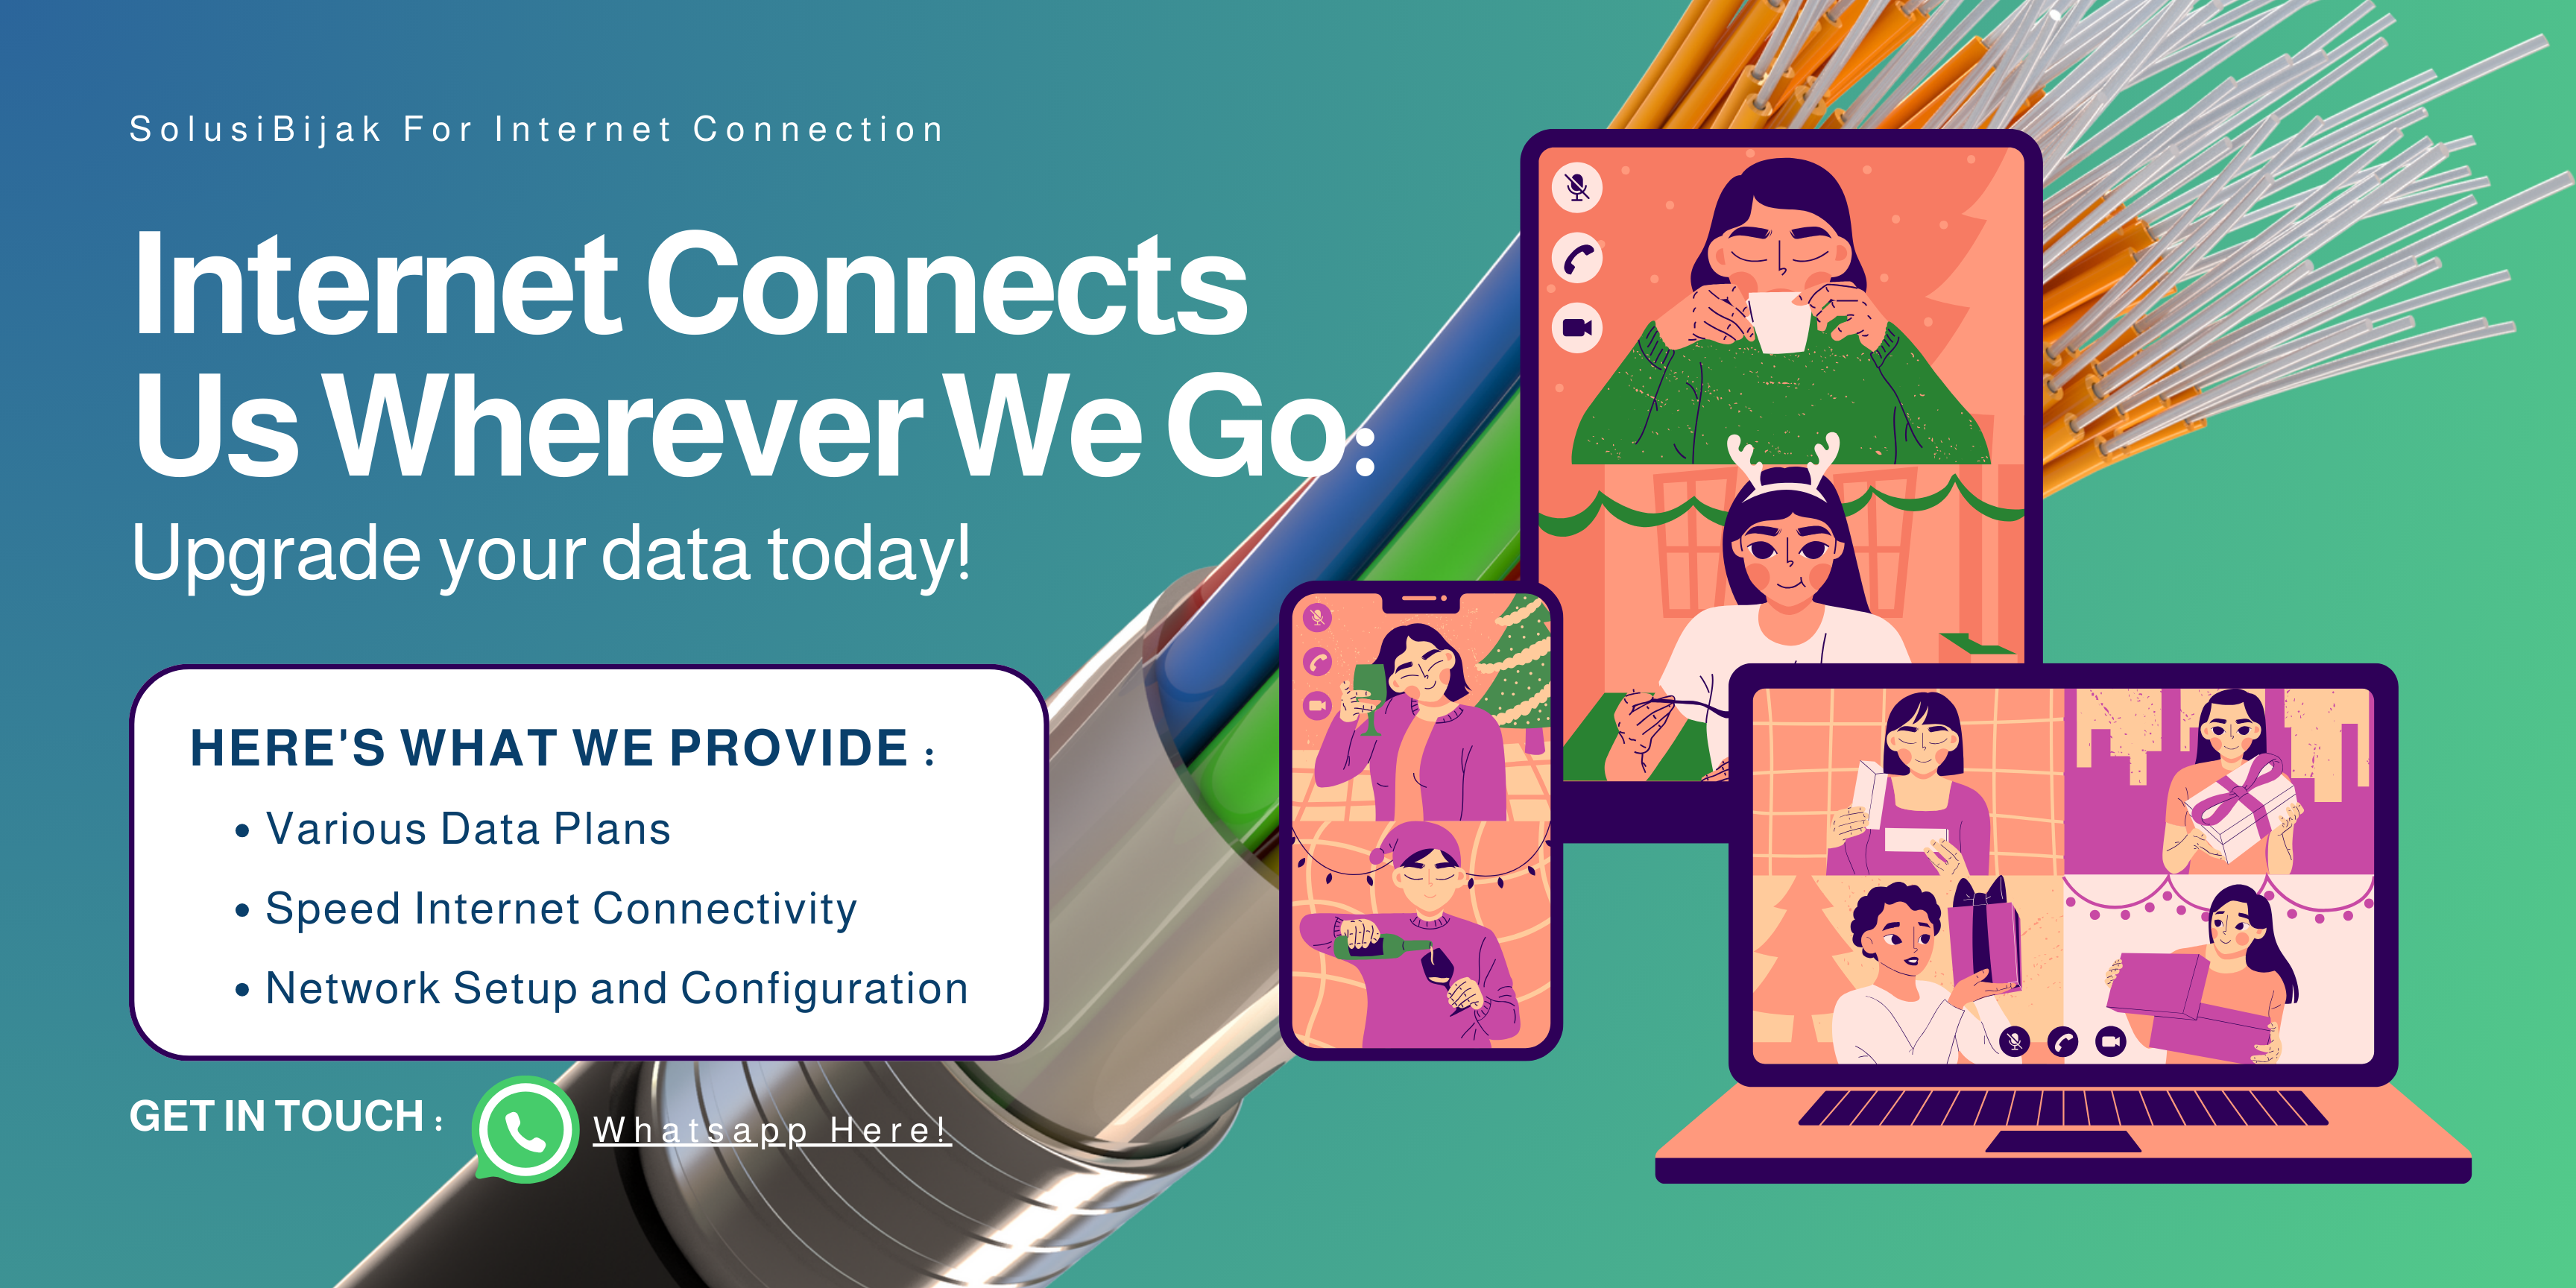 SolusiBijak For Internet Connection
Internet Connects
Us Wherever We Go:
Upgrade your data today!
HERE'S WHAT WE PROVIDE :
• Various Data Plans
• Speed Internet Connectivity
• Network Setup and Configuration
GET IN TOUCH :
Whatsapp Here!